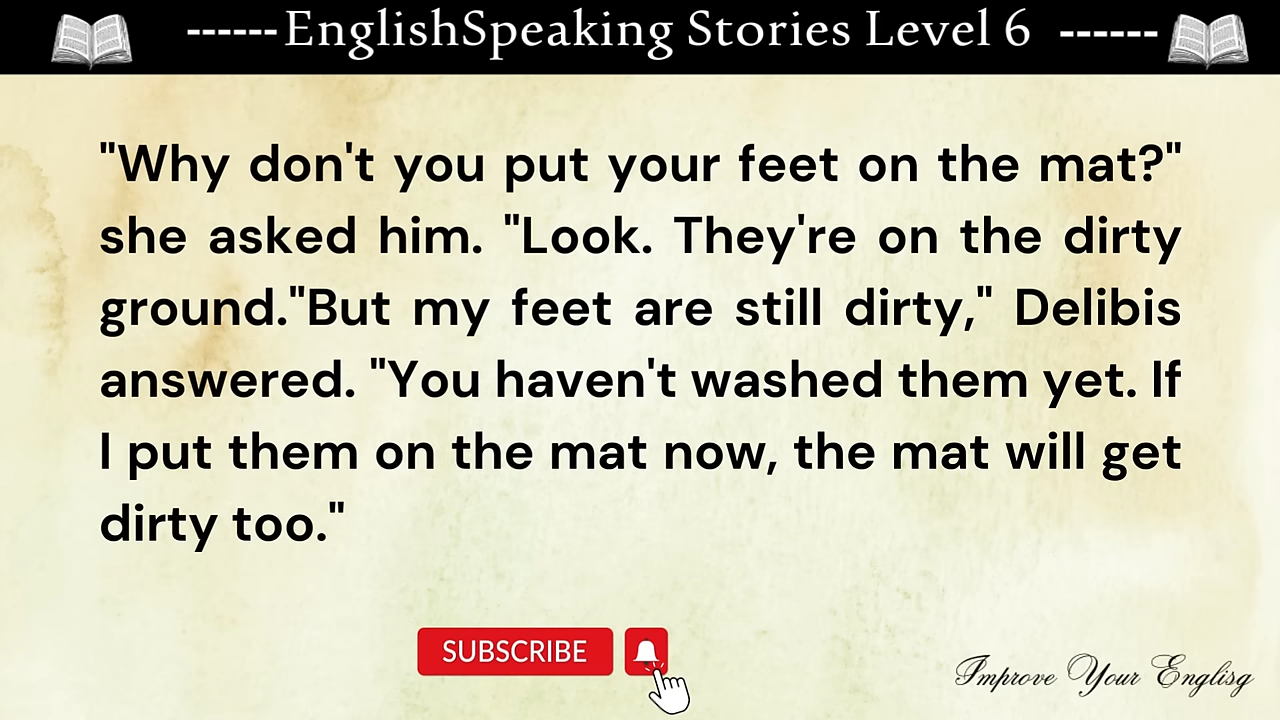 ------EnglishSpeaking Stories Level 6 ------
"Why don't you put your feet on the mat?"
she asked him. "Look. They're on the dirty
ground."But my feet are still dirty," Delibis
answered. "You haven't washed them yet. If
I put them on the mat now, the mat will get
dirty too."
SUBSCRIBE
Improve Your Englisg